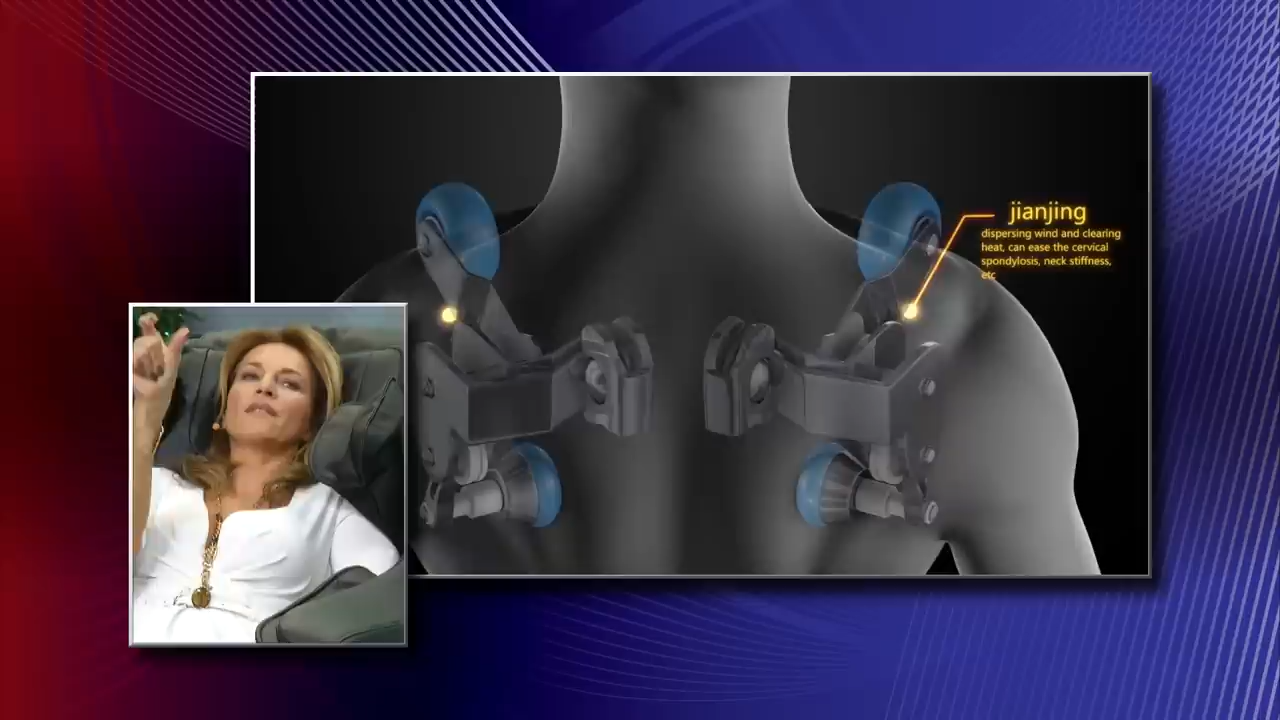 jianjing
dispersing wind and clearing
heat, can ease the cervical
spondylosis, neck stiffness,
etc